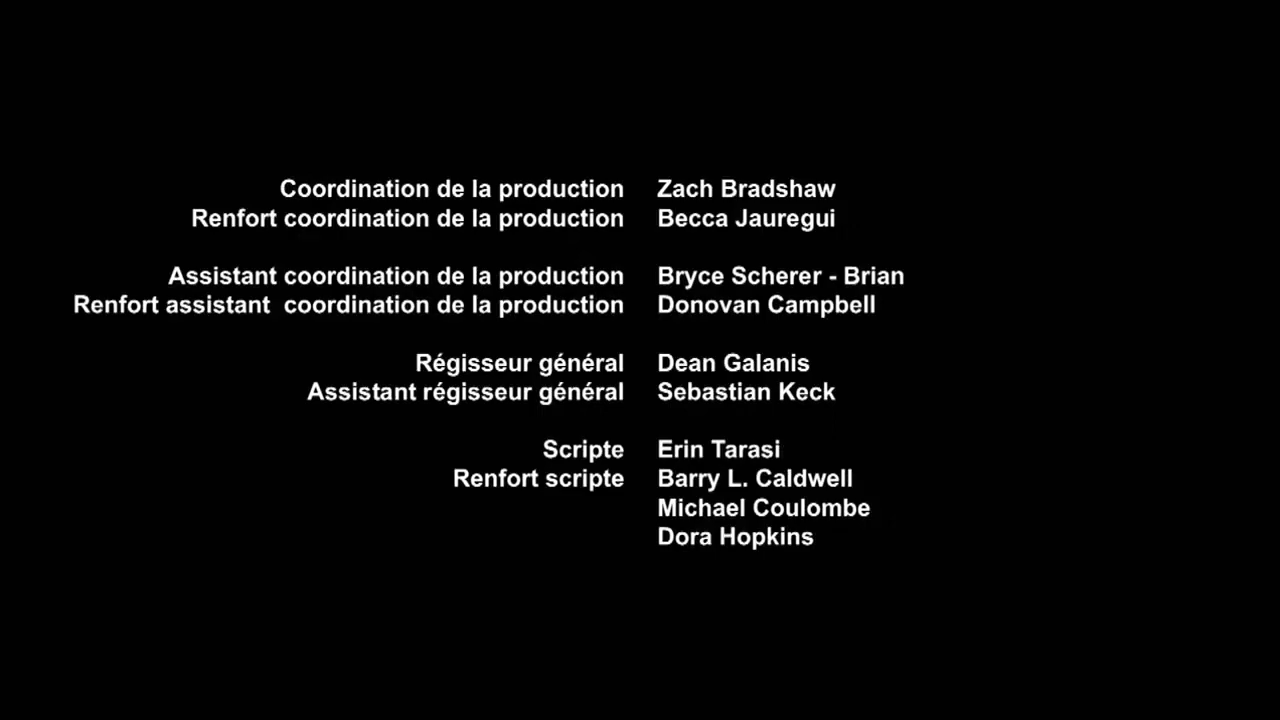 Coordination de la production Zach Bradshaw
Renfort coordination de la production Becca Jauregui
Assistant coordination de la production Bryce Scherer - Brian
Renfort assistant  coordination de la production Donovan Campbell
Régisseur général Dean Galanis
Assistant régisseur général Sebastian Keck
Scripte Erin Tarasi
Renfort scripte Barry L. Caldwell
Michael Coulombe
Dora Hopkins